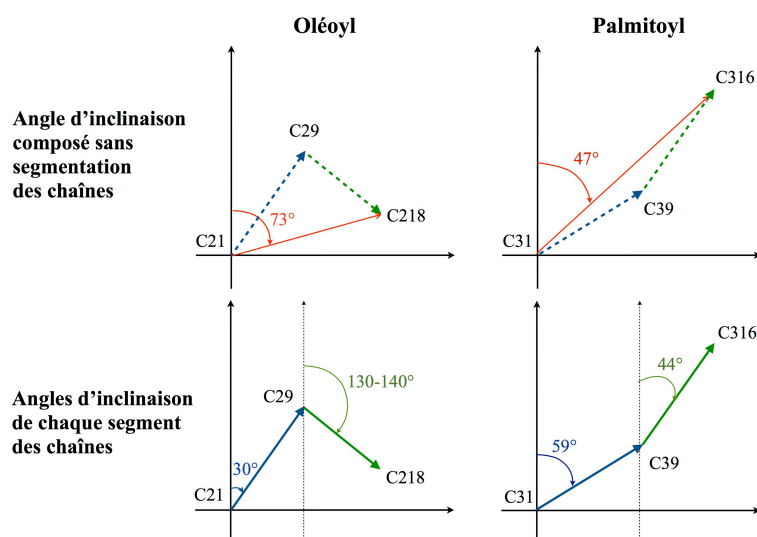 Oléoyl
Palmitoyl
Angle d'inclinaison
composé sans
segmentation
des chaînes
C29
C218
C21
73°
C316
47°
C39
C31
Angles d'inclinaison
de chaque segment
des chaînes
C29
130-140°
C218
C21
30°
C316
44°
59°
C39
C31